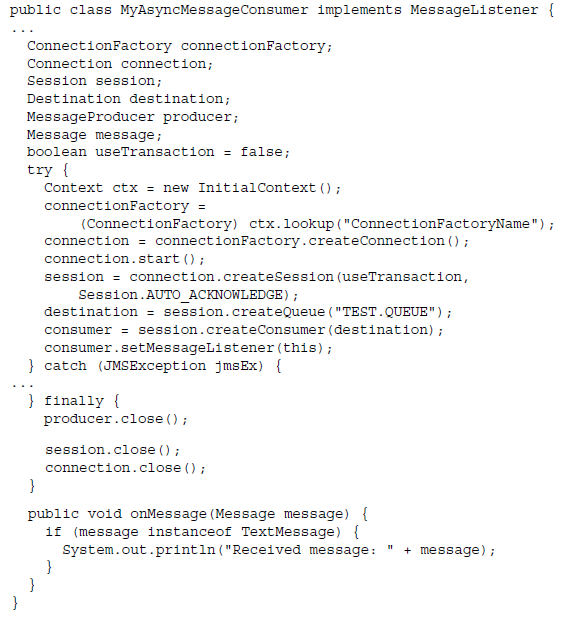 public class MyAsyncMessageConsumer implements MessageListener {
...
  ConnectionFactory connectionFactory;
  Connection connection;
  Session session;
  Destination destination;
  MessageProducer producer;
  Message message;
  boolean useTransaction = false;
  try {
    Context ctx = new InitialContext();
    connectionFactory =
        (ConnectionFactory) ctx.lookup("ConnectionFactoryName");
    connection = connectionFactory.createConnection();
    connection.start();
    session = connection.createSession(useTransaction,
        Session.AUTO_ACKNOWLEDGE);
    destination = session.createQueue("TEST.QUEUE");
    consumer = session.createConsumer(destination);
    consumer.setMessageListener(this);
  } catch (JMSException jmsEx) {
...
  } finally {
    producer.close();
    session.close();
    connection.close();
  }
  public void onMessage(Message message) {
    if (message instanceof TextMessage) {
      System.out.println("Received message: " + message);
    }
  }
}